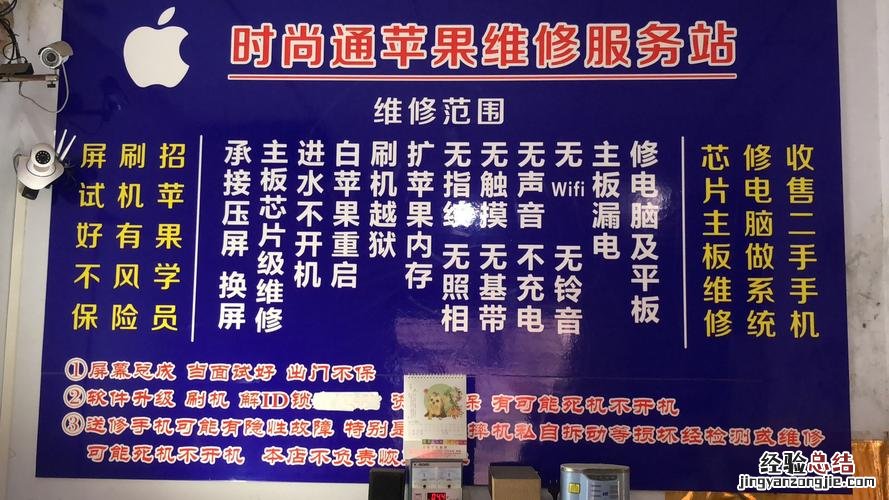 时尚通苹果维修服务站
维修范围
收售二手手机
修电脑做系统
芯片主板维修
修电脑及平板
主板漏电
无Wifi 无铃音
无声音 不充电
无触摸 无基带
无指纹 无照相
扩苹果内存
刷机越狱
白苹果重启
进水不开机
主板芯片级维修
承接压屏 换屏
招苹果学员
刷机有风险
屏试好不保
①屏幕总成 当面试好 出门不保
②软件升级 刷机 解ID锁 保 有可能死机不开机
③送修手机可能有隐性故障 特别是 摔机私自拆动等损坏经检测或维修
可能死机不开机 本店不负责恢
经验总结
jingyanzongjie.com